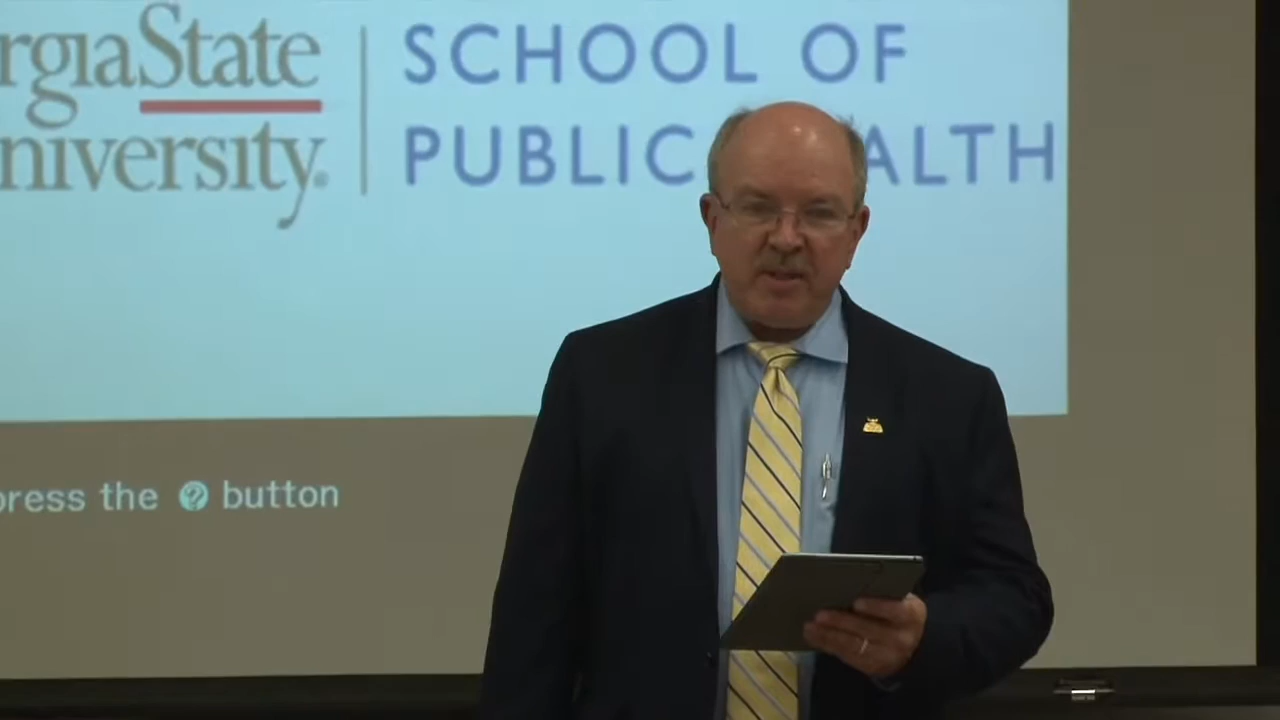 rgiaState
niversity
SCHOOL OF
PUBLIC ALTH
press the ? button